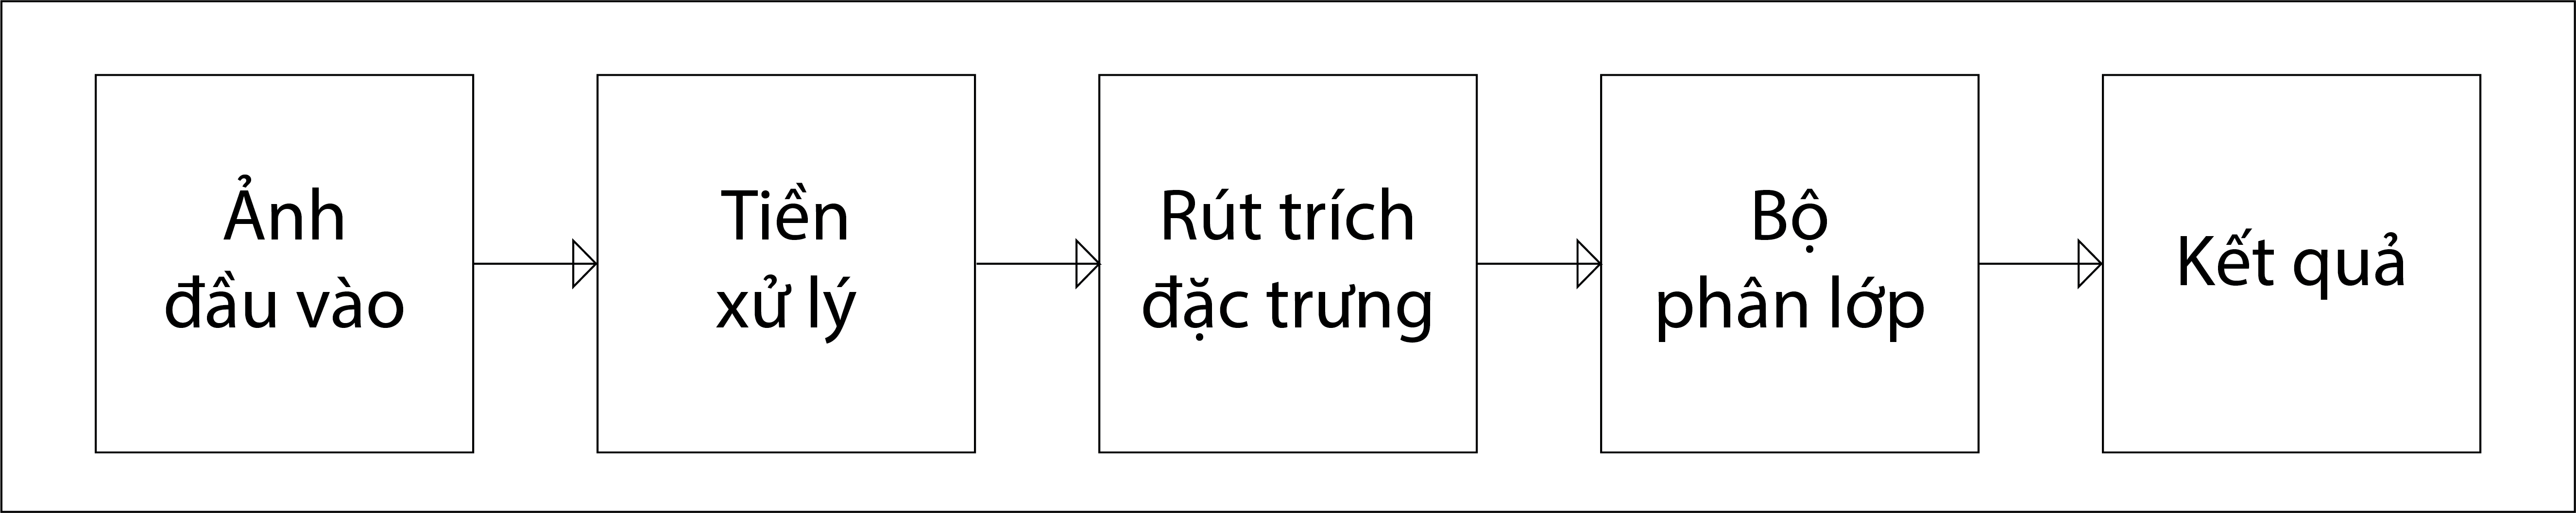 Ảnh
đầu vào
Tiền
xử lý
Rút trích
đặc trưng
Bộ
phân lớp
Kết quả